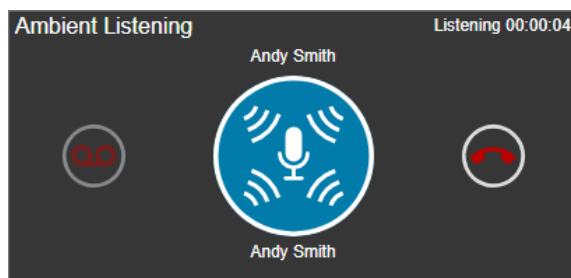 Ambient Listening
Listening 00:00:04
Andy Smith
Andy Smith